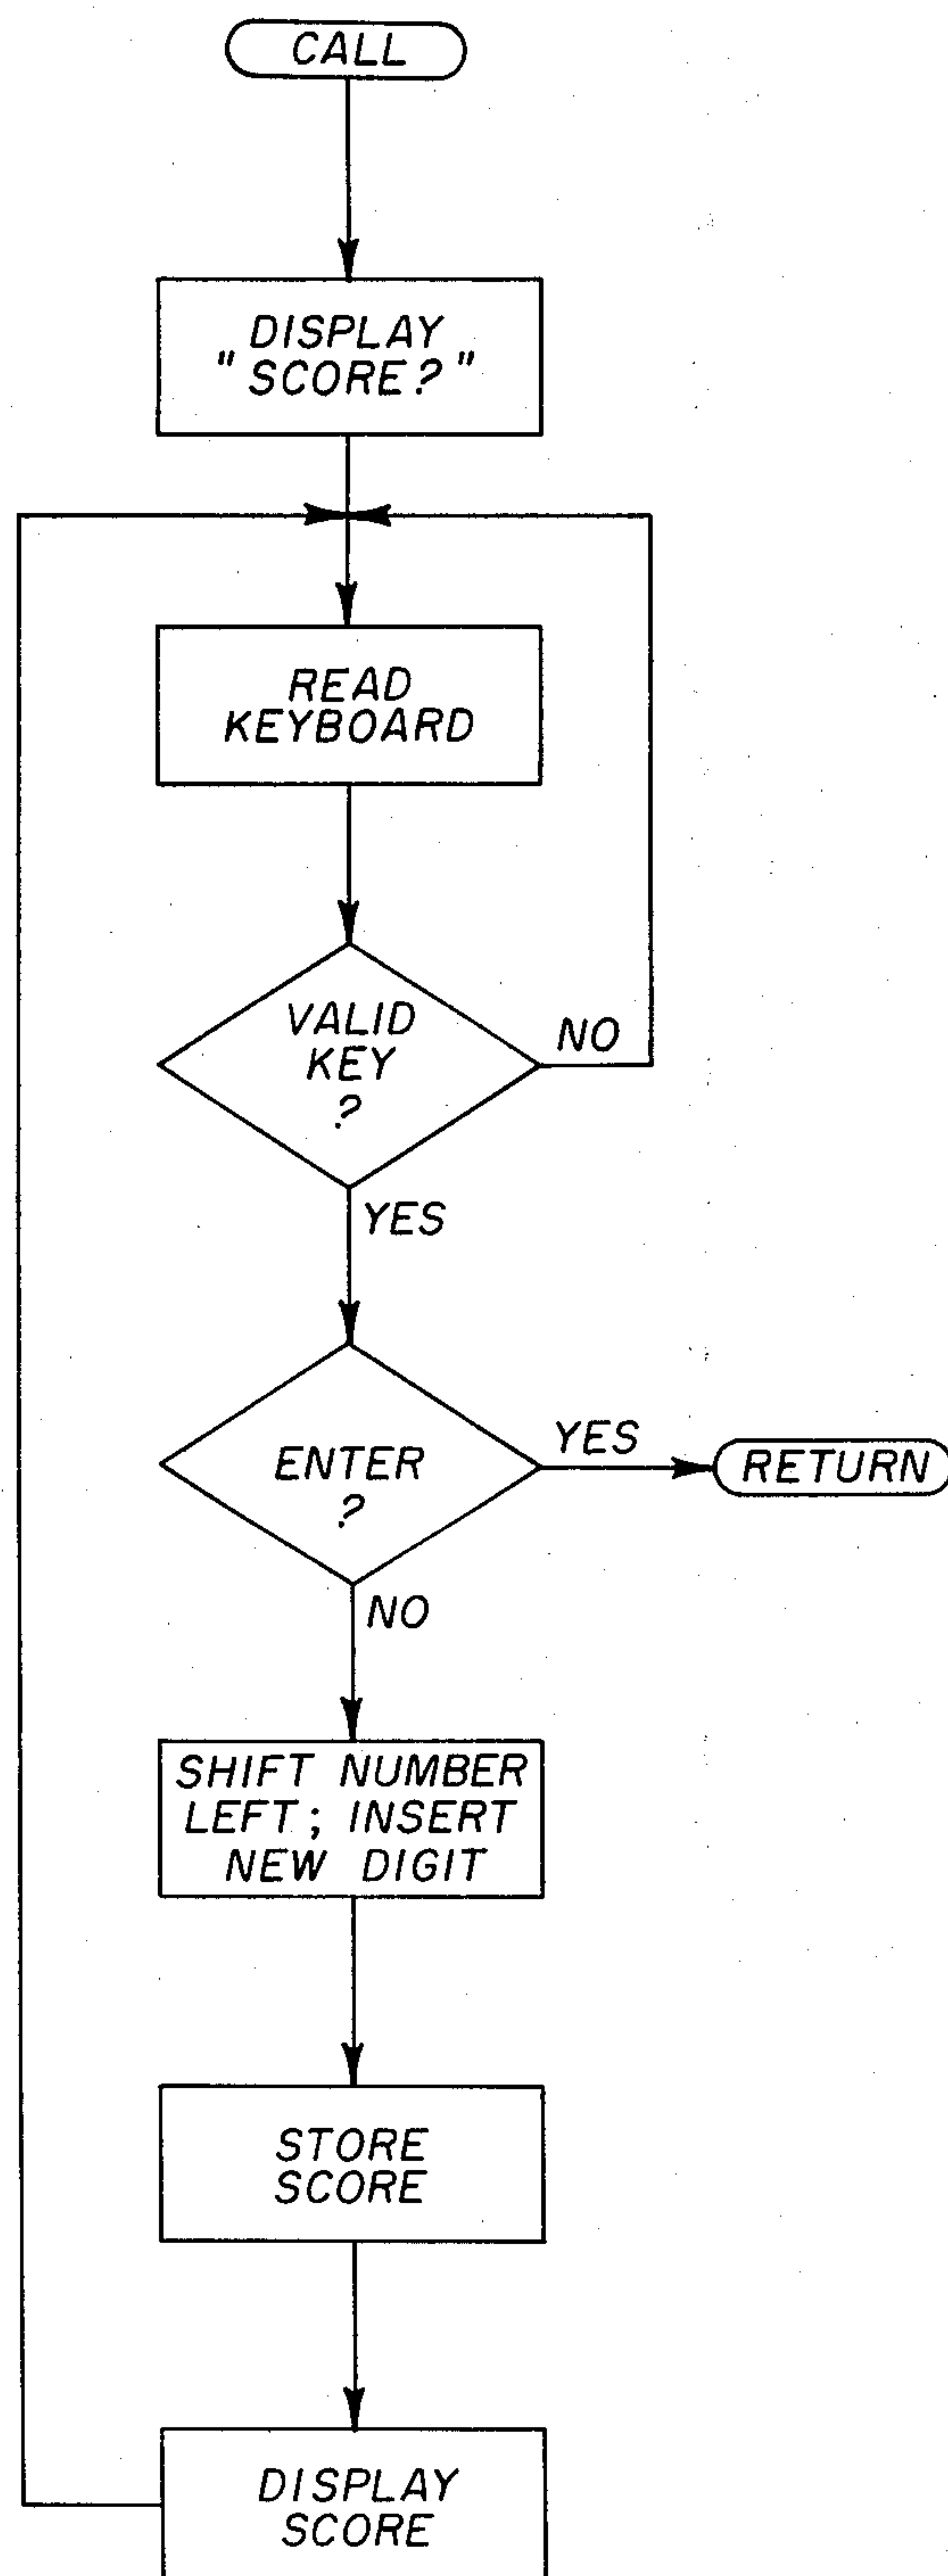 CALL
DISPLAY
"SCORE?"
READ
KEYBOARD
VALID
KEY
?
NO
YES
ENTER
?
YES
RETURN
NO
SHIFT NUMBER
LEFT; INSERT
NEW DIGIT
STORE
SCORE
DISPLAY
SCORE